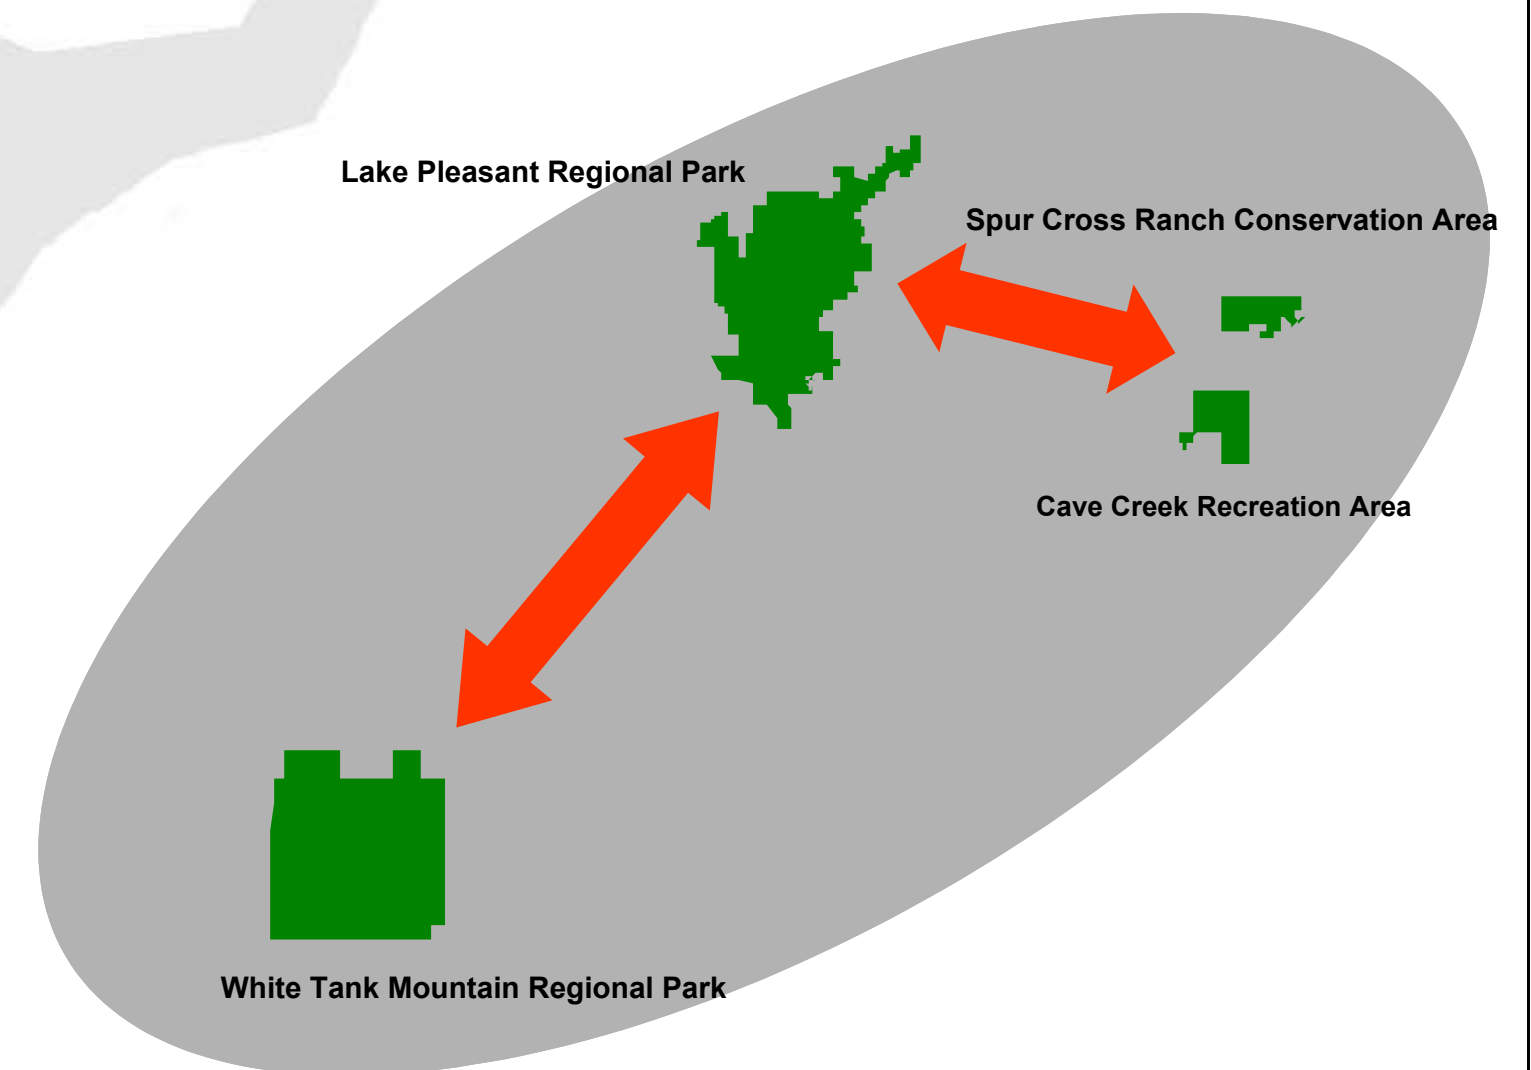 Lake Pleasant Regional Park
Spur Cross Ranch Conservation Area
Cave Creek Recreation Area
White Tank Mountain Regional Park